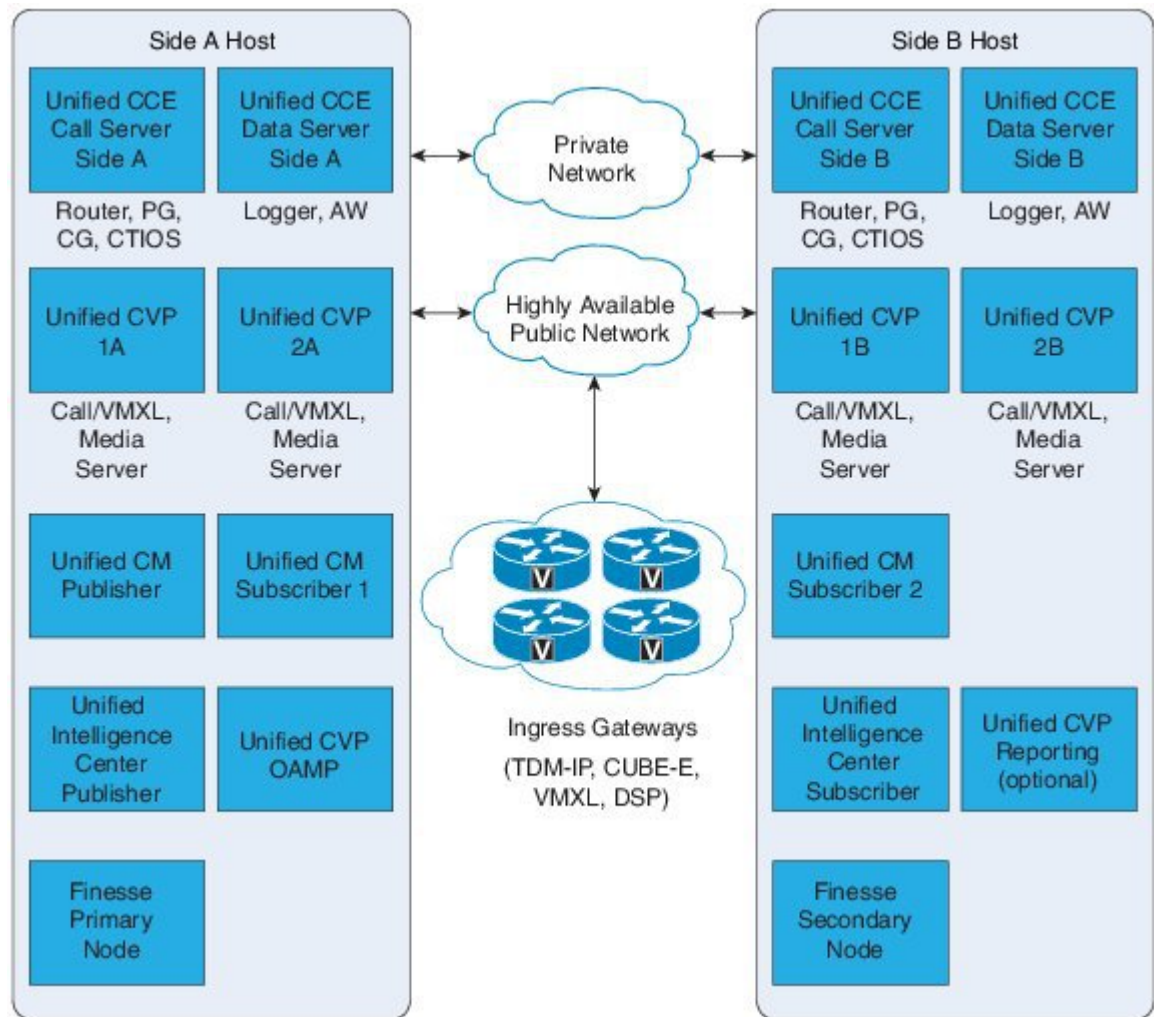 Side A Host
Unified CCE
Call Server
Side A
Unified CCE
Data Server
Side A
Router, PG,
CG, CTIOS
Logger, AW
Unified CVP
1A
Unified CVP
2A
Call/VMXL,
Media
Server
Call/VMXL,
Media
Server
Unified CM
Publisher
Unified CM
Subscriber 1
Unified
Intelligence
Center
Publisher
Unified CVP
OAMP
Finesse
Primary
Node
Private
Network
Highly Available
Public Network
V
V
V
V
Ingress Gateways
(TDM-IP, CUBE-E,
VMXL, DSP)
Side B Host
Unified CCE
Call Server
Side B
Unified CCE
Data Server
Side B
Router, PG,
CG, CTIOS
Logger, AW
Unified CVP
1B
Unified CVP
2B
Call/VMXL,
Media
Server
Call/VMXL,
Media
Server
Unified CM
Subscriber 2
Unified
Intelligence
Center
Subscriber
Unified CVP
Reporting
(optional)
Finesse
Secondary
Node